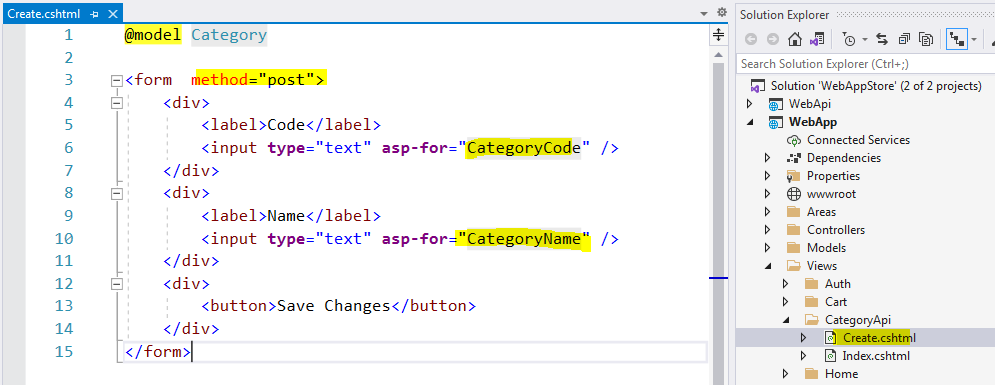 Create.cshtml
1 @model Category
2
3 <form  method="post">
4 <div>
5 <label>Code</label>
6 <input type="text" asp-for="CategoryCode" />
7 </div>
8 <div>
9 <label>Name</label>
10 <input type="text" asp-for="CategoryName" />
11 </div>
12 <div>
13 <button>Save Changes</button>
14 </div>
15 </form>
Solution Explorer
Search Solution Explorer (Ctrl+;)
Solution 'WebAppStore' (2 of 2 projects)
WebApi
WebApp
Connected Services
Dependencies
Properties
wwwroot
Areas
Controllers
Models
Views
Auth
Cart
CategoryApi
Create.cshtml
Index.cshtml
Home